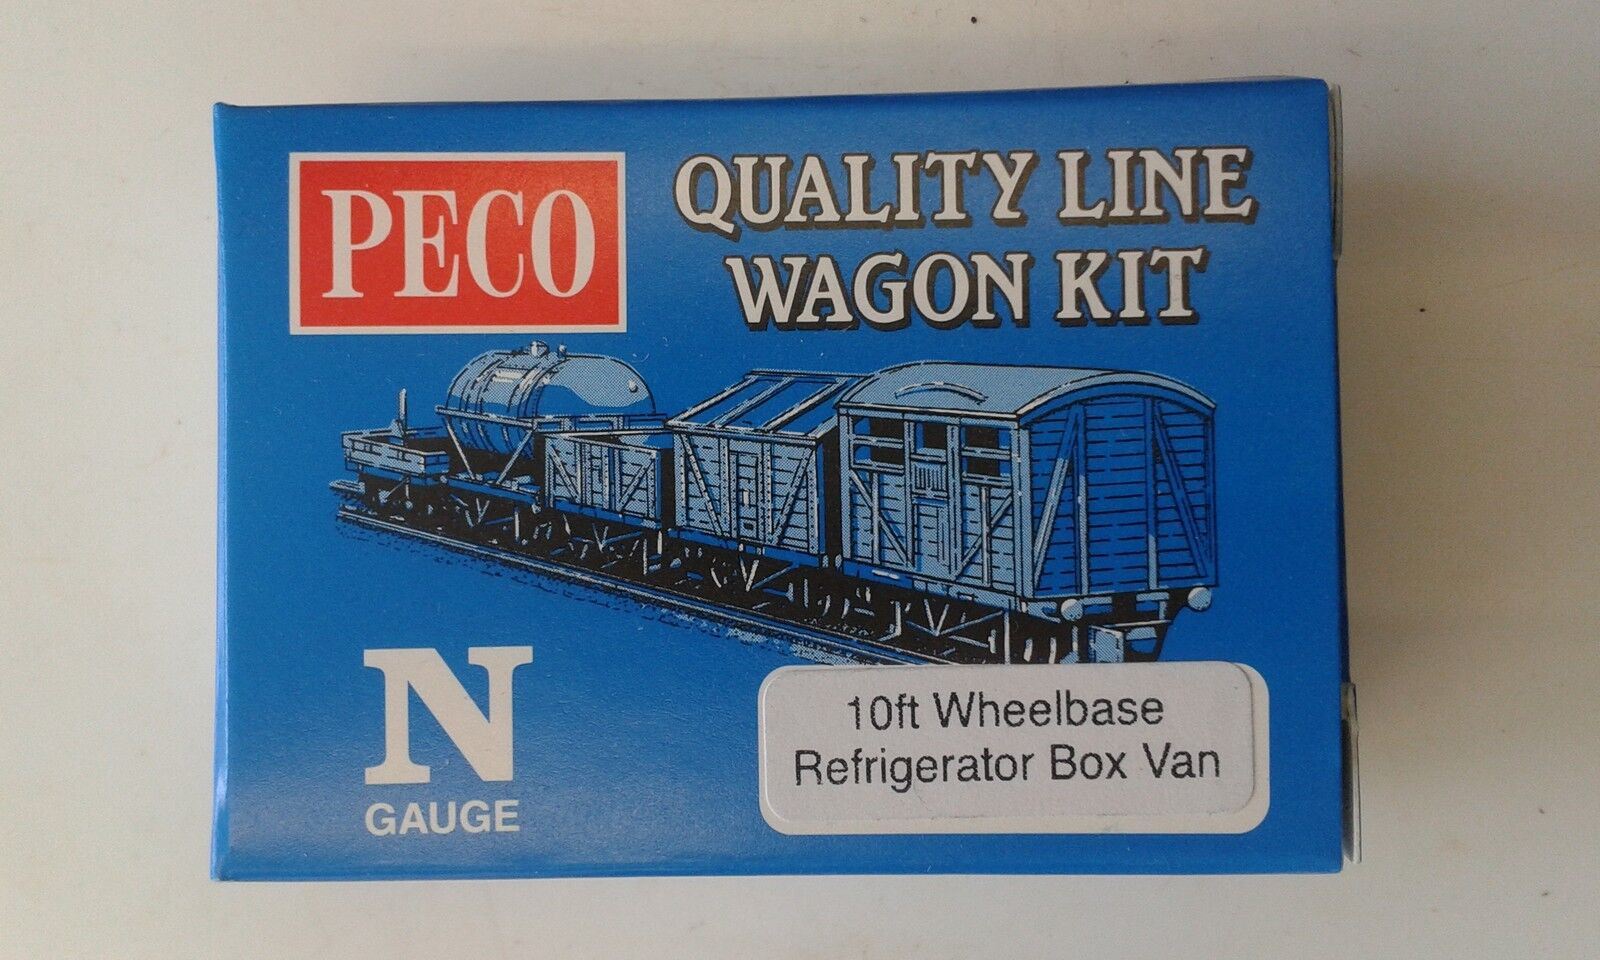 PECO
QUALITY LINE
WAGON KIT
N
GAUGE
10ft Wheelbase
Refrigerator Box Van